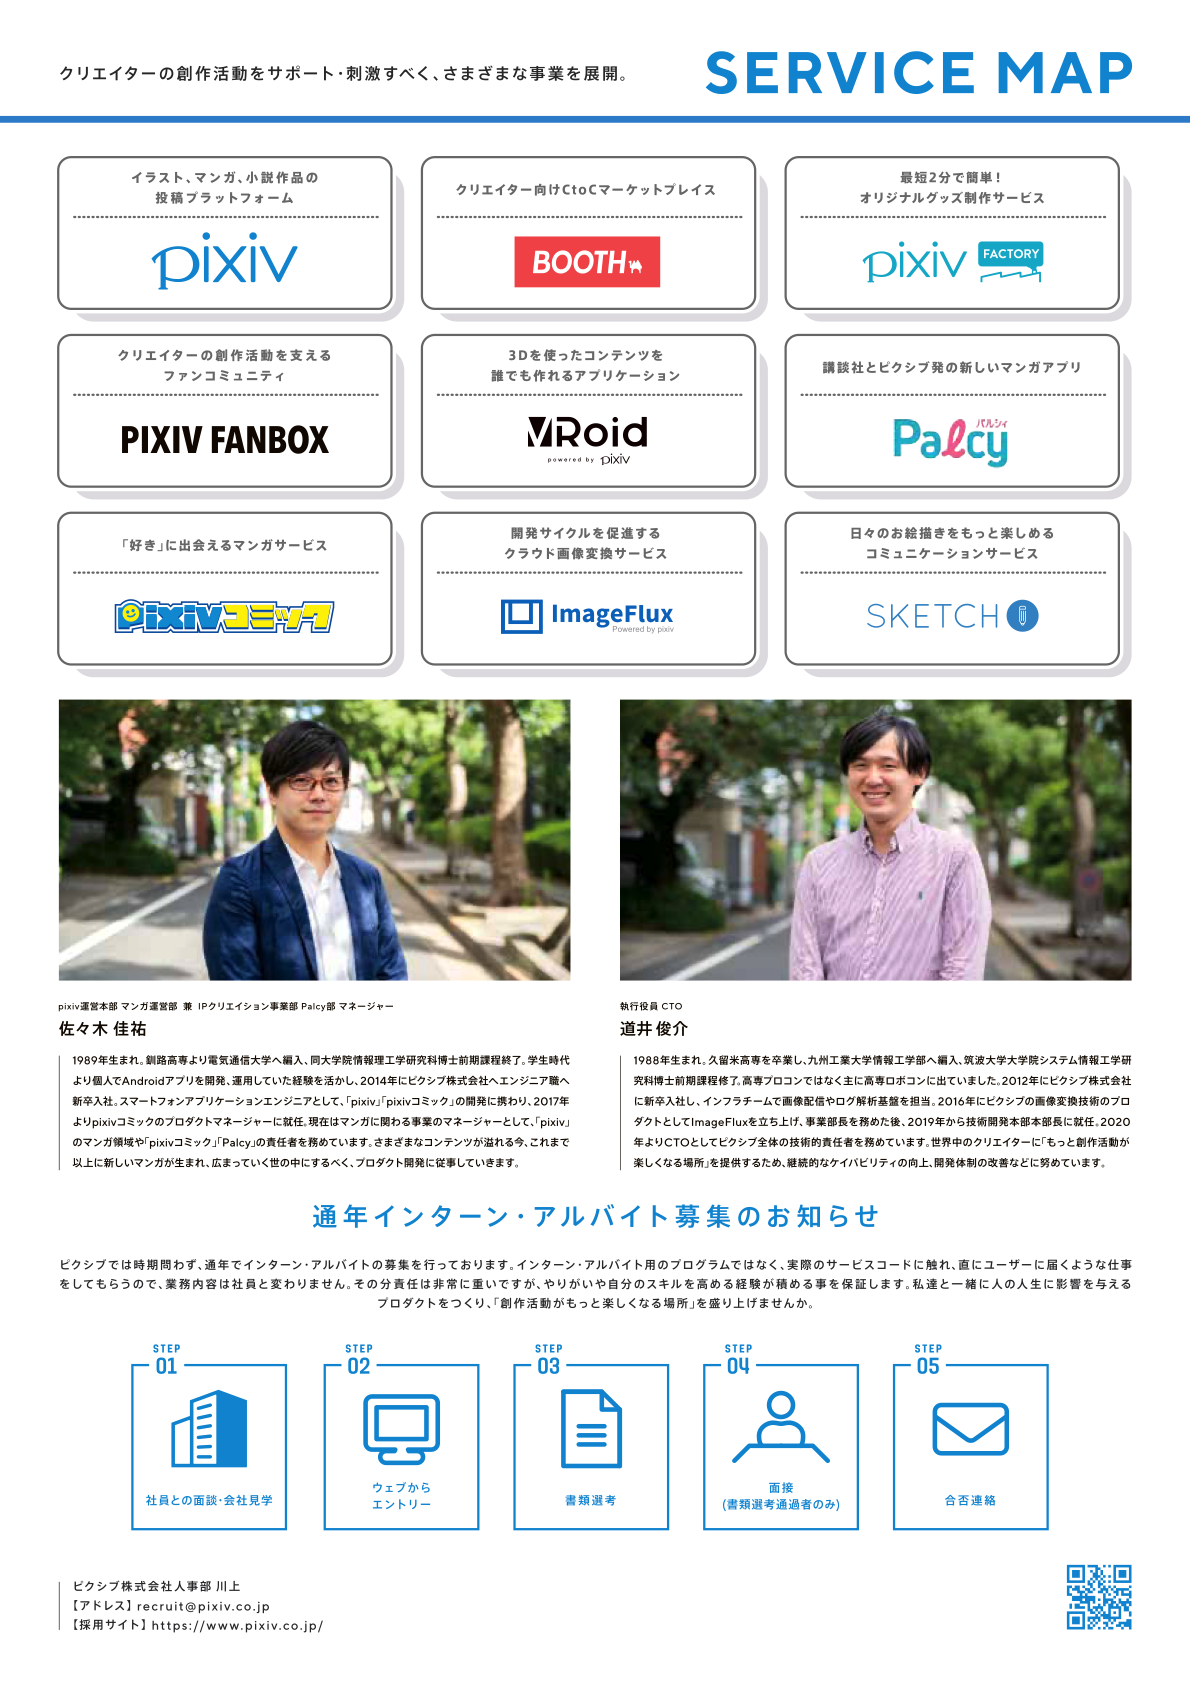 クリエイターの創作活動をサポート・刺激すべく、さまざまな事業を展開。
SERVICE MAP
イラスト、マンガ、小説作品の
投稿プラットフォーム
pixiv
クリエイター向けCtoCマーケットプレイス
BOOTH
最短2分で簡単!
オリジナルグッズ制作サービス
pixiv FACTORY
クリエイターの創作活動を支える
ファンコミュニティ
PIXIV FANBOX
3Dを使ったコンテンツを
誰でも作れるアプリケーション
VRoid
powered by pixiv
講談社とピクシブ発の新しいマンガアプリ
パルシィ
Palcy
「好き」に出会えるマンガサービス
pixivコミック
開発サイクルを促進する
クラウド画像変換サービス
ImageFlux
Powered by pixiv
日々のお絵描きをもっと楽しめる
コミュニケーションサービス
SKETCH
pixiv運営本部 マンガ運営部 兼 IPクリエイション事業部 Palcy部 マネージャー
佐々木 佳祐
1989年生まれ。釧路高専より電気通信大学へ編入、同大学院情報理工学研究科博士前期課程終了。学生時代
より個人でAndroidアプリを開発、運用していた経験を活かし、2014年にピクシブ株式会社へエンジニア職へ
新卒入社。スマートフォンアプリケーションエンジニアとして、「pixiv」「pixivコミック」の開発に携わり、2017年
よりpixivコミックのプロダクトマネージャーに就任。現在はマンガに関わる事業のマネージャーとして、「pixiv」
のマンガ領域や「pixivコミック」「Palcy」の責任者を務めています。さまざまなコンテンツが溢れる今、これまで
以上に新しいマンガが生まれ、広まっていく世の中にするべく、プロダクト開発に従事していきます。
執行役員 CTO
道井 俊介
1988年生まれ。久留米高専を卒業し、九州工業大学情報工学部へ編入、筑波大学大学院システム情報工学研
究科博士前期課程修了。高専プロコンではなく主に高専ロボコンに出ていました。2012年にピクシブ株式会社
に新卒入社し、インフラチームで画像配信やログ解析基盤を担当。2016年にピクシブの画像変換技術のプロ
ダクトとしてImageFluxを立ち上げ、事業部長を務めた後、2019年から技術開発本部本部長に就任。2020
年よりCTOとしてピクシブ全体の技術的責任者を務めています。世界中のクリエイターに「もっと創作活動が
楽しくなる場所」を提供するため、継続的なケイパビリティの向上、開発体制の改善などに努めています。
通年インターン・アルバイト募集のお知らせ
ピクシブでは時期問わず、通年でインターン・アルバイトの募集を行っております。インターン・アルバイト用のプログラムではなく、実際のサービスコードに触れ、直にユーザーに届くような仕事
をしてもらうので、業務内容は社員と変わりません。その分責任は非常に重いですが、やりがいや自分のスキルを高める経験が積める事を保証します。私達と一緒に人の人生に影響を与える
プロダクトをつくり、「創作活動がもっと楽しくなる場所」を盛り上げませんか。
STEP
01
社員との面談・会社見学
STEP
02
ウェブから
エントリー
STEP
03
書類選考
STEP
04
面接
(書類選考通過者のみ)
STEP
05
合否連絡
ピクシブ株式会社人事部 川上
【アドレス】recruit@pixiv.co.jp
【採用サイト】https://www.pixiv.co.jp/